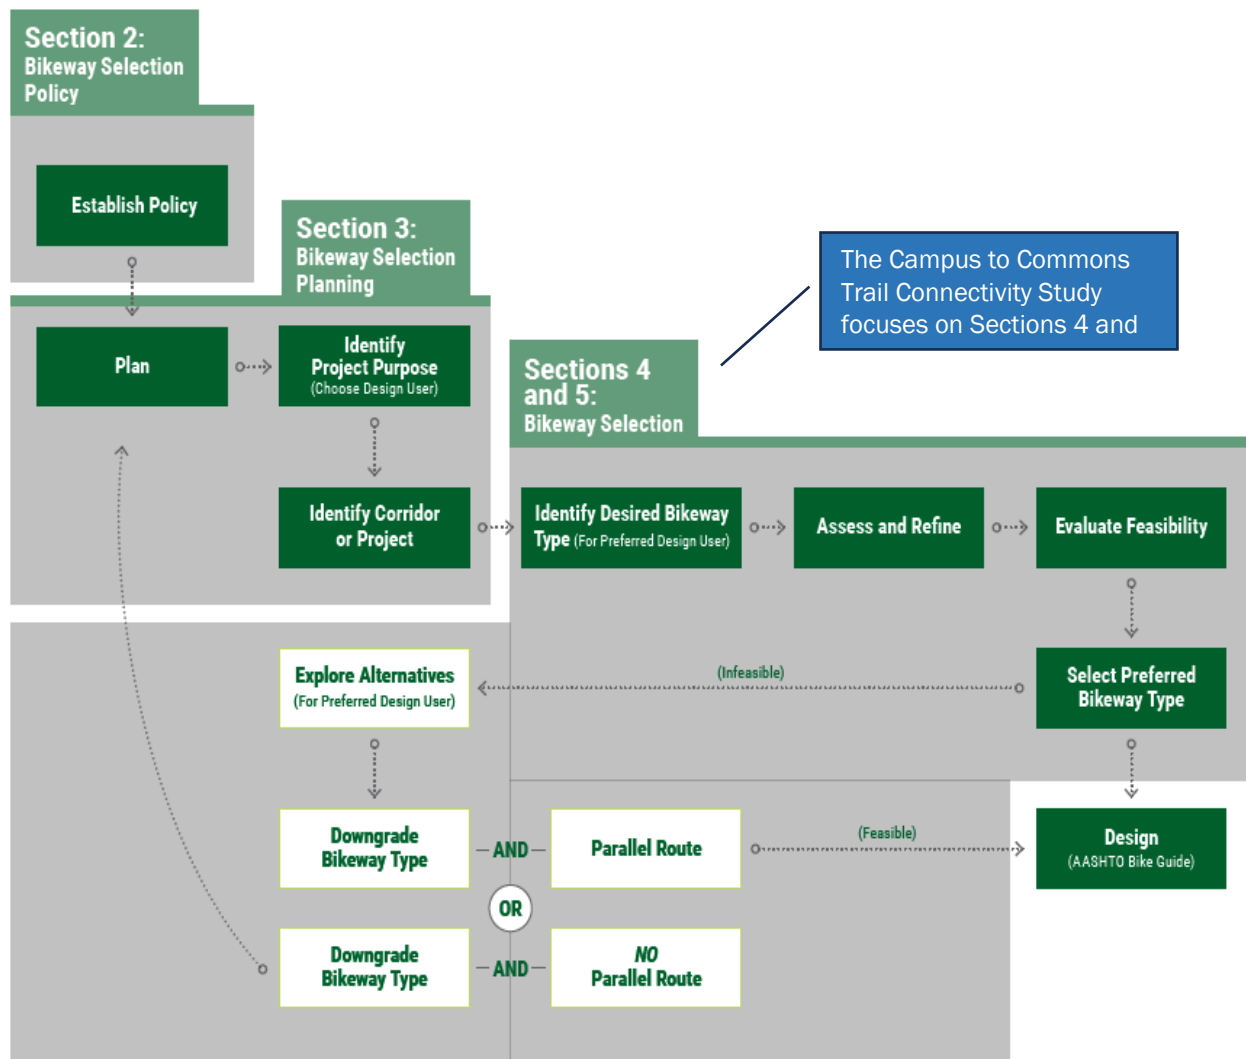 Section 2:
Bikeway Selection
Policy
Establish Policy
Section 3:
Bikeway Selection
Planning
Plan
Identify
Project Purpose
(Choose Design User)
Identify Corridor
or Project
The Campus to Commons
Trail Connectivity Study
focuses on Sections 4 and
Sections 4
and 5:
Bikeway Selection
Identify Desired Bikeway
Type (For Preferred Design User)
Assess and Refine
Evaluate Feasibility
Explore Alternatives
(For Preferred Design User)
(Infeasible)
Select Preferred
Bikeway Type
Downgrade
Bikeway Type
AND
Parallel Route
(Feasible)
Design
(AASHTO Bike Guide)
OR
Downgrade
Bikeway Type
AND
NO
Parallel Route